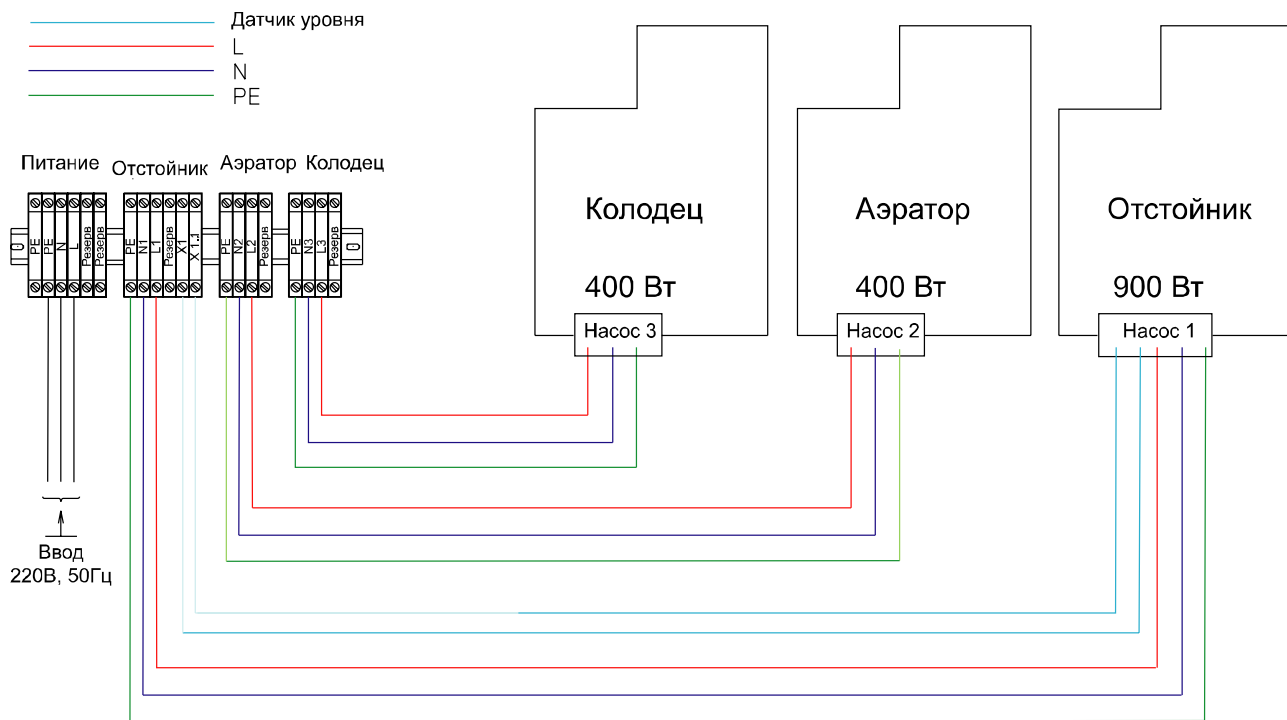 Датчик уровня
L
N
PE
Питание
Отстойник
Аэратор
Колодец
PE
PE
N
L
Резерв
Резерв
PE
N1
L1
Резерв
X1
X1.1
PE
N2
L2
Резерв
PE
N3
L3
Резерв
Колодец
400 Вт
Насос 3
Аэратор
400 Вт
Насос 2
Отстойник
900 Вт
Насос 1
Ввод
220В, 50Гц